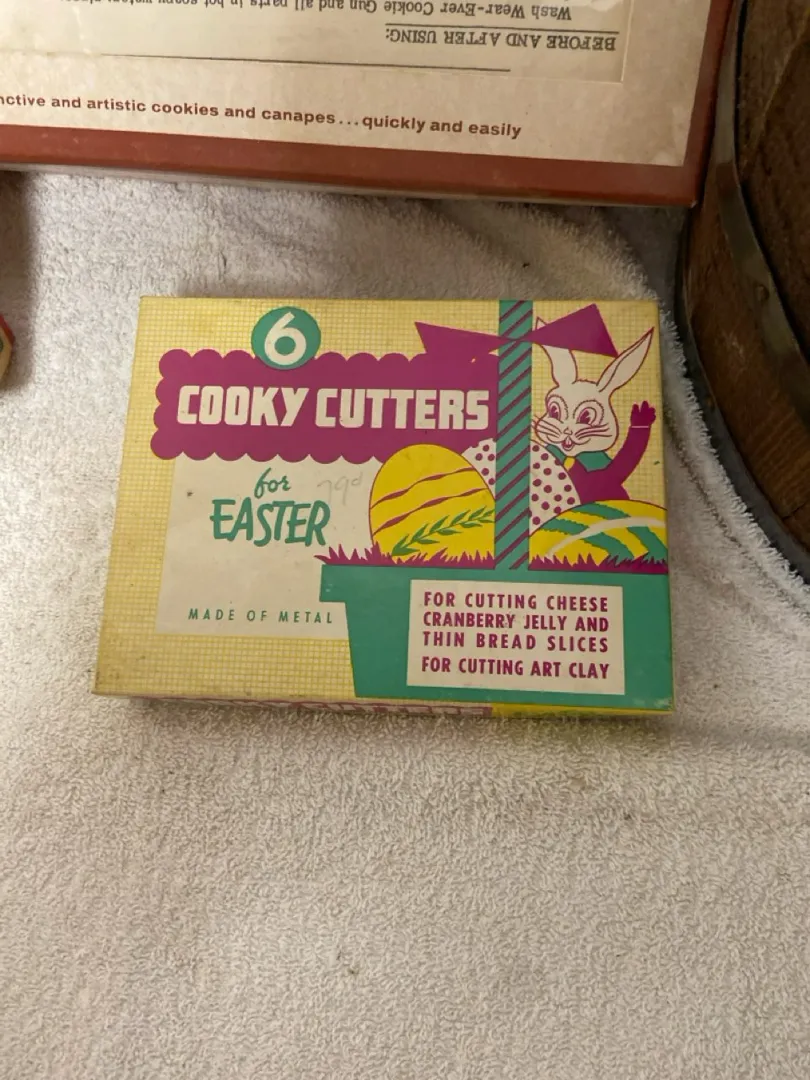 Wash Wear-Ever Cookie Gun and all parts in hot soapy
BEFORE AND AFTER USING:
and artistic cookies and canapes...quickly and easily
6
COOKY CUTTERS
for
EASTER
79¢
MADE OF METAL
FOR CUTTING CHEESE
CRANBERRY JELLY AND
THIN BREAD SLICES
FOR CUTTING ART CLAY